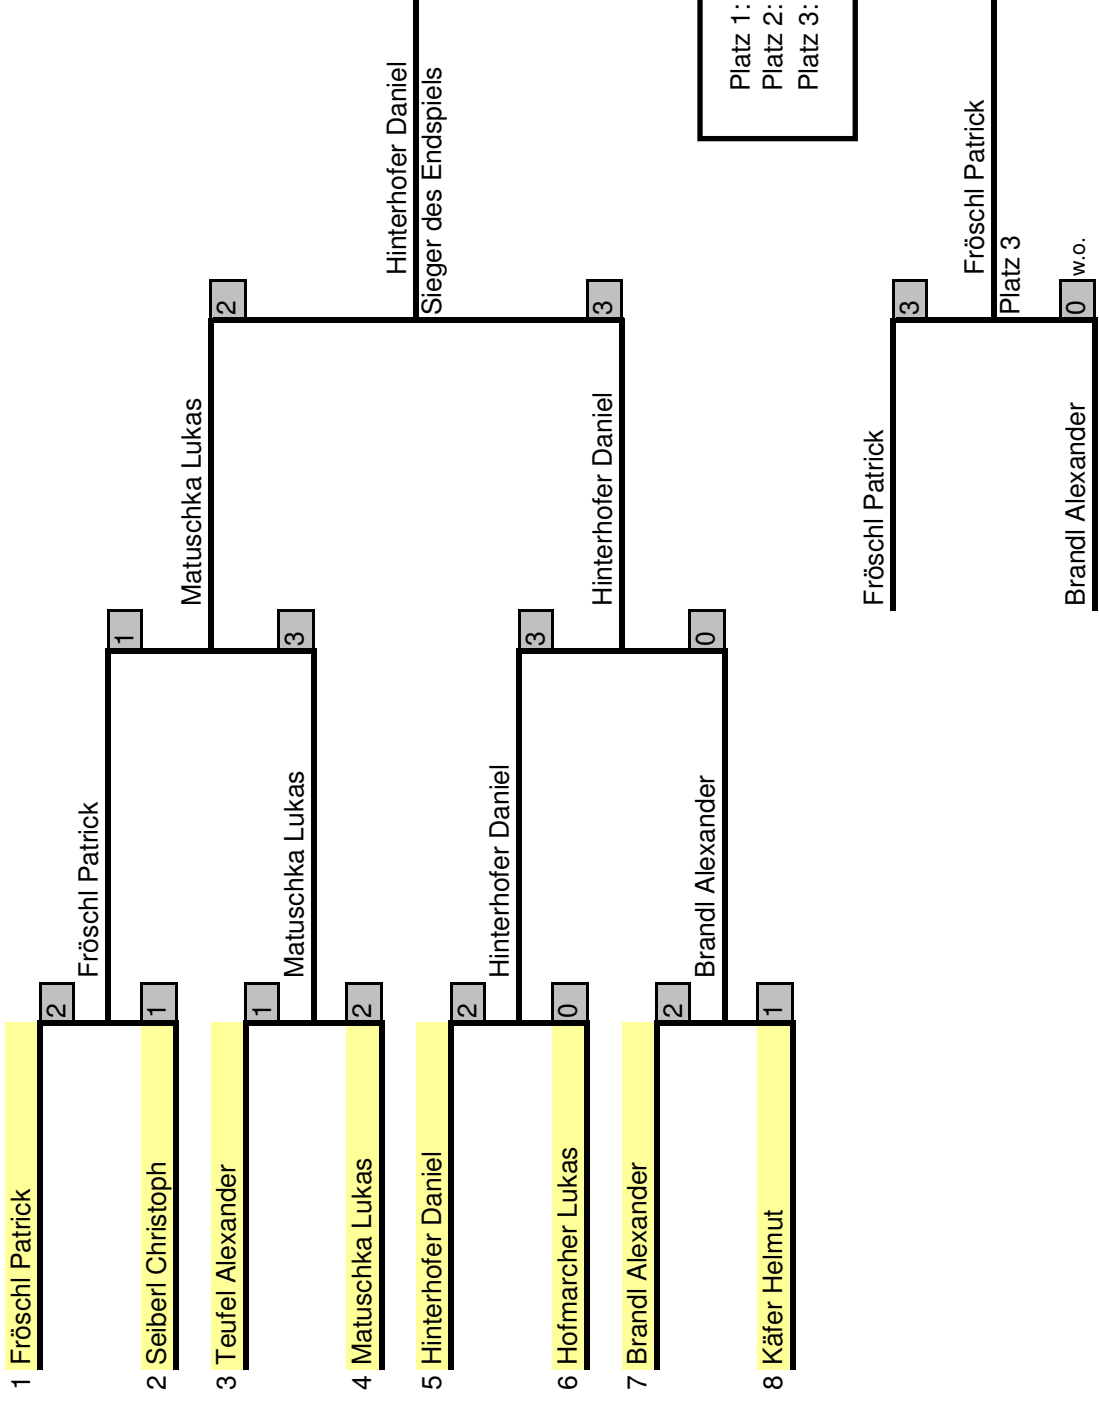 1 Fröschl Patrick
2
Fröschl Patrick
2 Seiberl Christoph
1
1
Matuschka Lukas
2
3 Teufel Alexander
1
Matuschka Lukas
3
4 Matuschka Lukas
2
Hinterhofer Daniel
Sieger des Endspiels
5 Hinterhofer Daniel
2
Hinterhofer Daniel
3
6 Hofmarcher Lukas
0
Hinterhofer Daniel
3
7 Brandl Alexander
2
Brandl Alexander
0
8 Käfer Helmut
1
Platz 1:
Platz 2:
Platz 3:
Fröschl Patrick
3
Fröschl Patrick
Platz 3
Brandl Alexander
0 w.o.